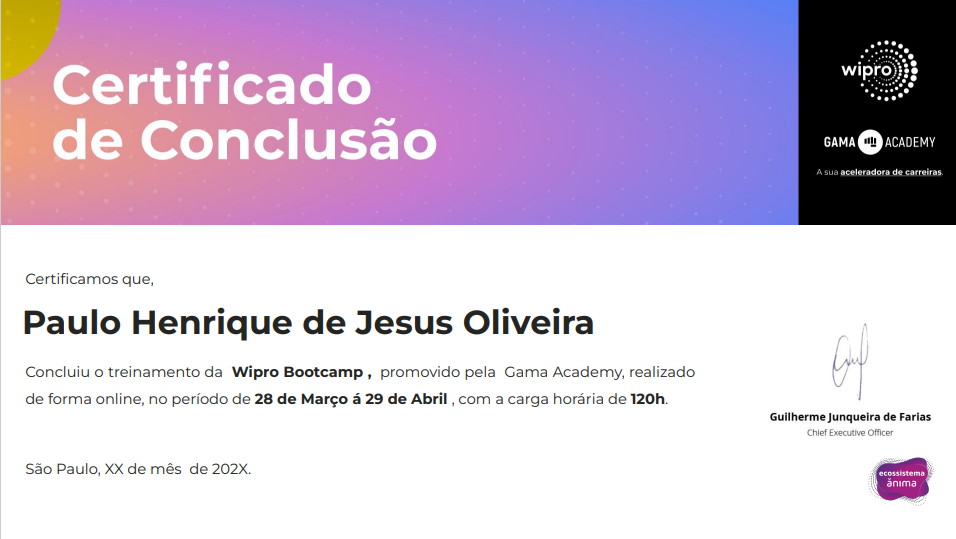 Certificado
de Conclusão
wipro
GAMA ACADEMY
A sua aceleradora de carreiras.
Certificamos que,
Paulo Henrique de Jesus Oliveira
Concluiu o treinamento da Wipro Bootcamp , promovido pela Gama Academy, realizado
de forma online, no período de 28 de Março á 29 de Abril , com a carga horária de 120h.
São Paulo, XX de mês de 202X.
Guilherme Junqueira de Farias
Chief Executive Officer
ecossistema
ănıma